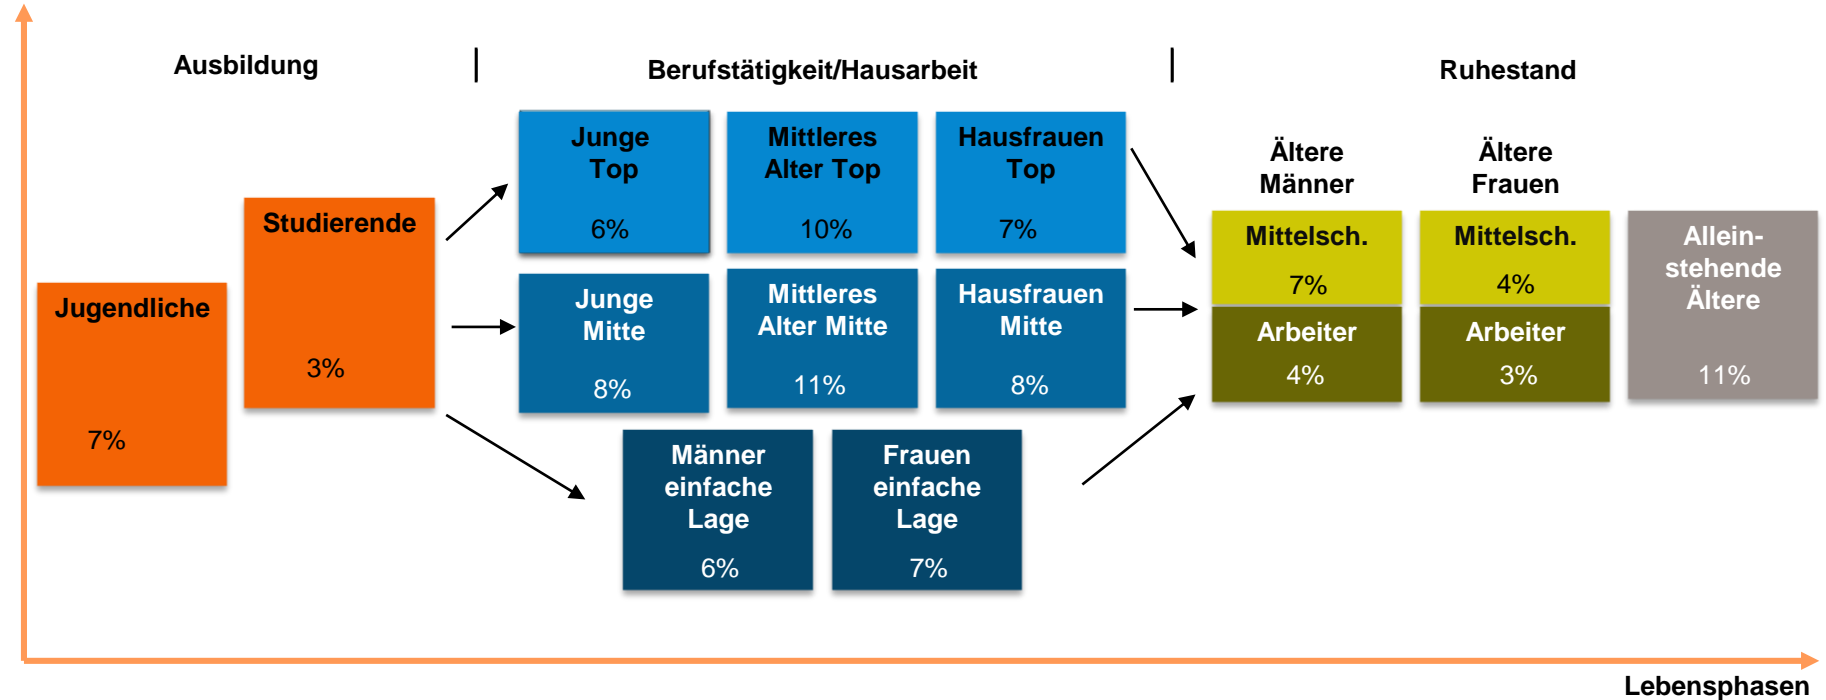 Ausbildung
Berufstätigkeit/Hausarbeit
Ruhestand
Jugendliche
7%
Studierende
3%
Junge
Top
6%
Mittleres
Alter Top
10%
Hausfrauen
Top
7%
Junge
Mitte
8%
Mittleres
Alter Mitte
11%
Hausfrauen
Mitte
8%
Männer
einfache
Lage
6%
Frauen
einfache
Lage
7%
Ältere
Männer
Mittelsch.
7%
Arbeiter
4%
Ältere
Frauen
Mittelsch.
4%
Arbeiter
3%
Allein-
stehende
Ältere
11%
Lebensphasen